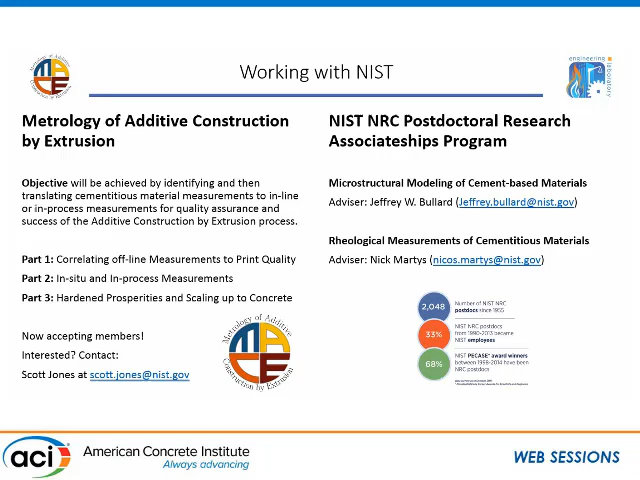 Working with NIST
engineering
laboratory
Metrology of Additive Construction
by Extrusion
Objective will be achieved by identifying and then
translating cementitious material measurements to in-line
or in-process measurements for quality assurance and
success of the Additive Construction by Extrusion process.
Part 1: Correlating off-line Measurements to Print Quality
Part 2: In-situ and In-process Measurements
Part 3: Hardened Prosperities and Scaling up to Concrete
Now accepting members!
Interested? Contact:
Scott Jones at scott.jones@nist.gov
Metrology of Additive
MACE
Construction by Extrusion
NIST NRC Postdoctoral Research
Associateships Program
Microstructural Modeling of Cement-based Materials
Adviser: Jeffrey W. Bullard (Jeffrey.bullard@nist.gov)
Rheological Measurements of Cementitious Materials
Adviser: Nick Martys (nicos.martys@nist.gov)
2,048
Number of NIST NRC
postdocs since 1955
33%
NIST NRC postdocs
from 1990-2013 became
NIST employees
68%
NIST PECASE* award winners
between 1998-2014 have been
NRC postdocs
aci
American Concrete Institute
Always advancing
WEB SESSIONS